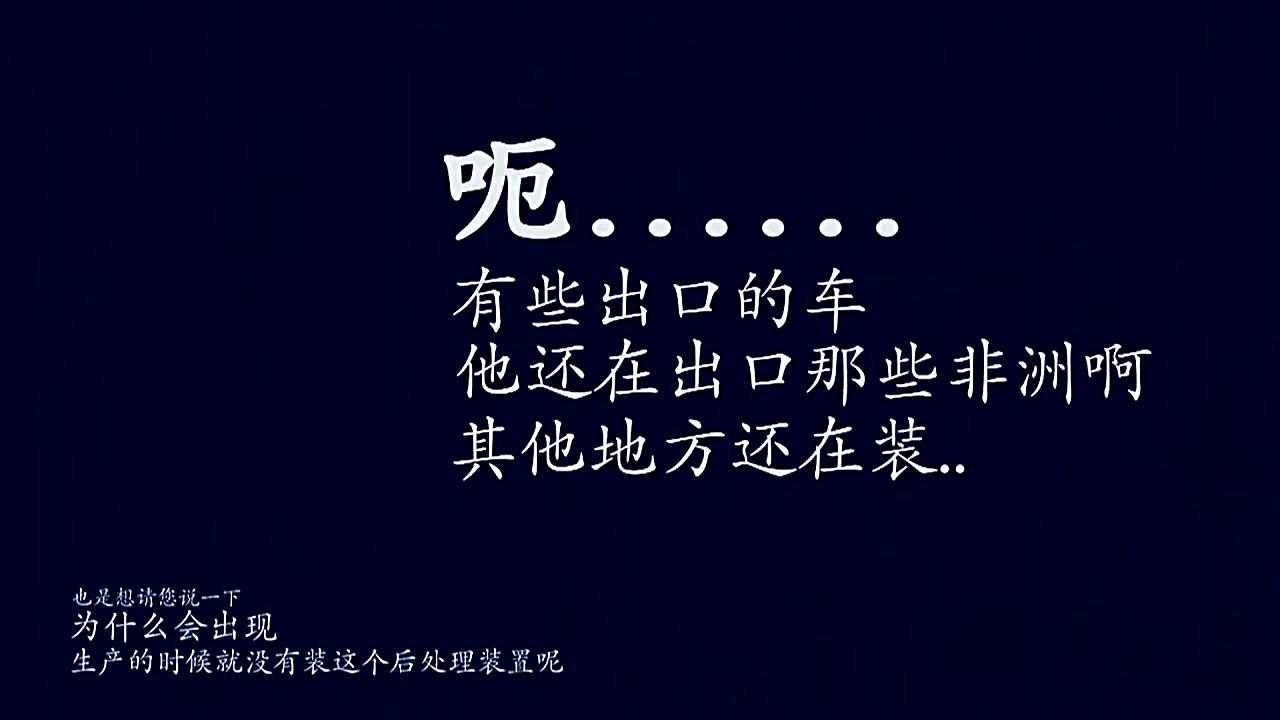 呃......
有些出口的车
他还在出口那些非洲啊
其他地方还在装..
也是想请您说一下
为什么会出现
生产的时候就没有装这个后处理装置呢